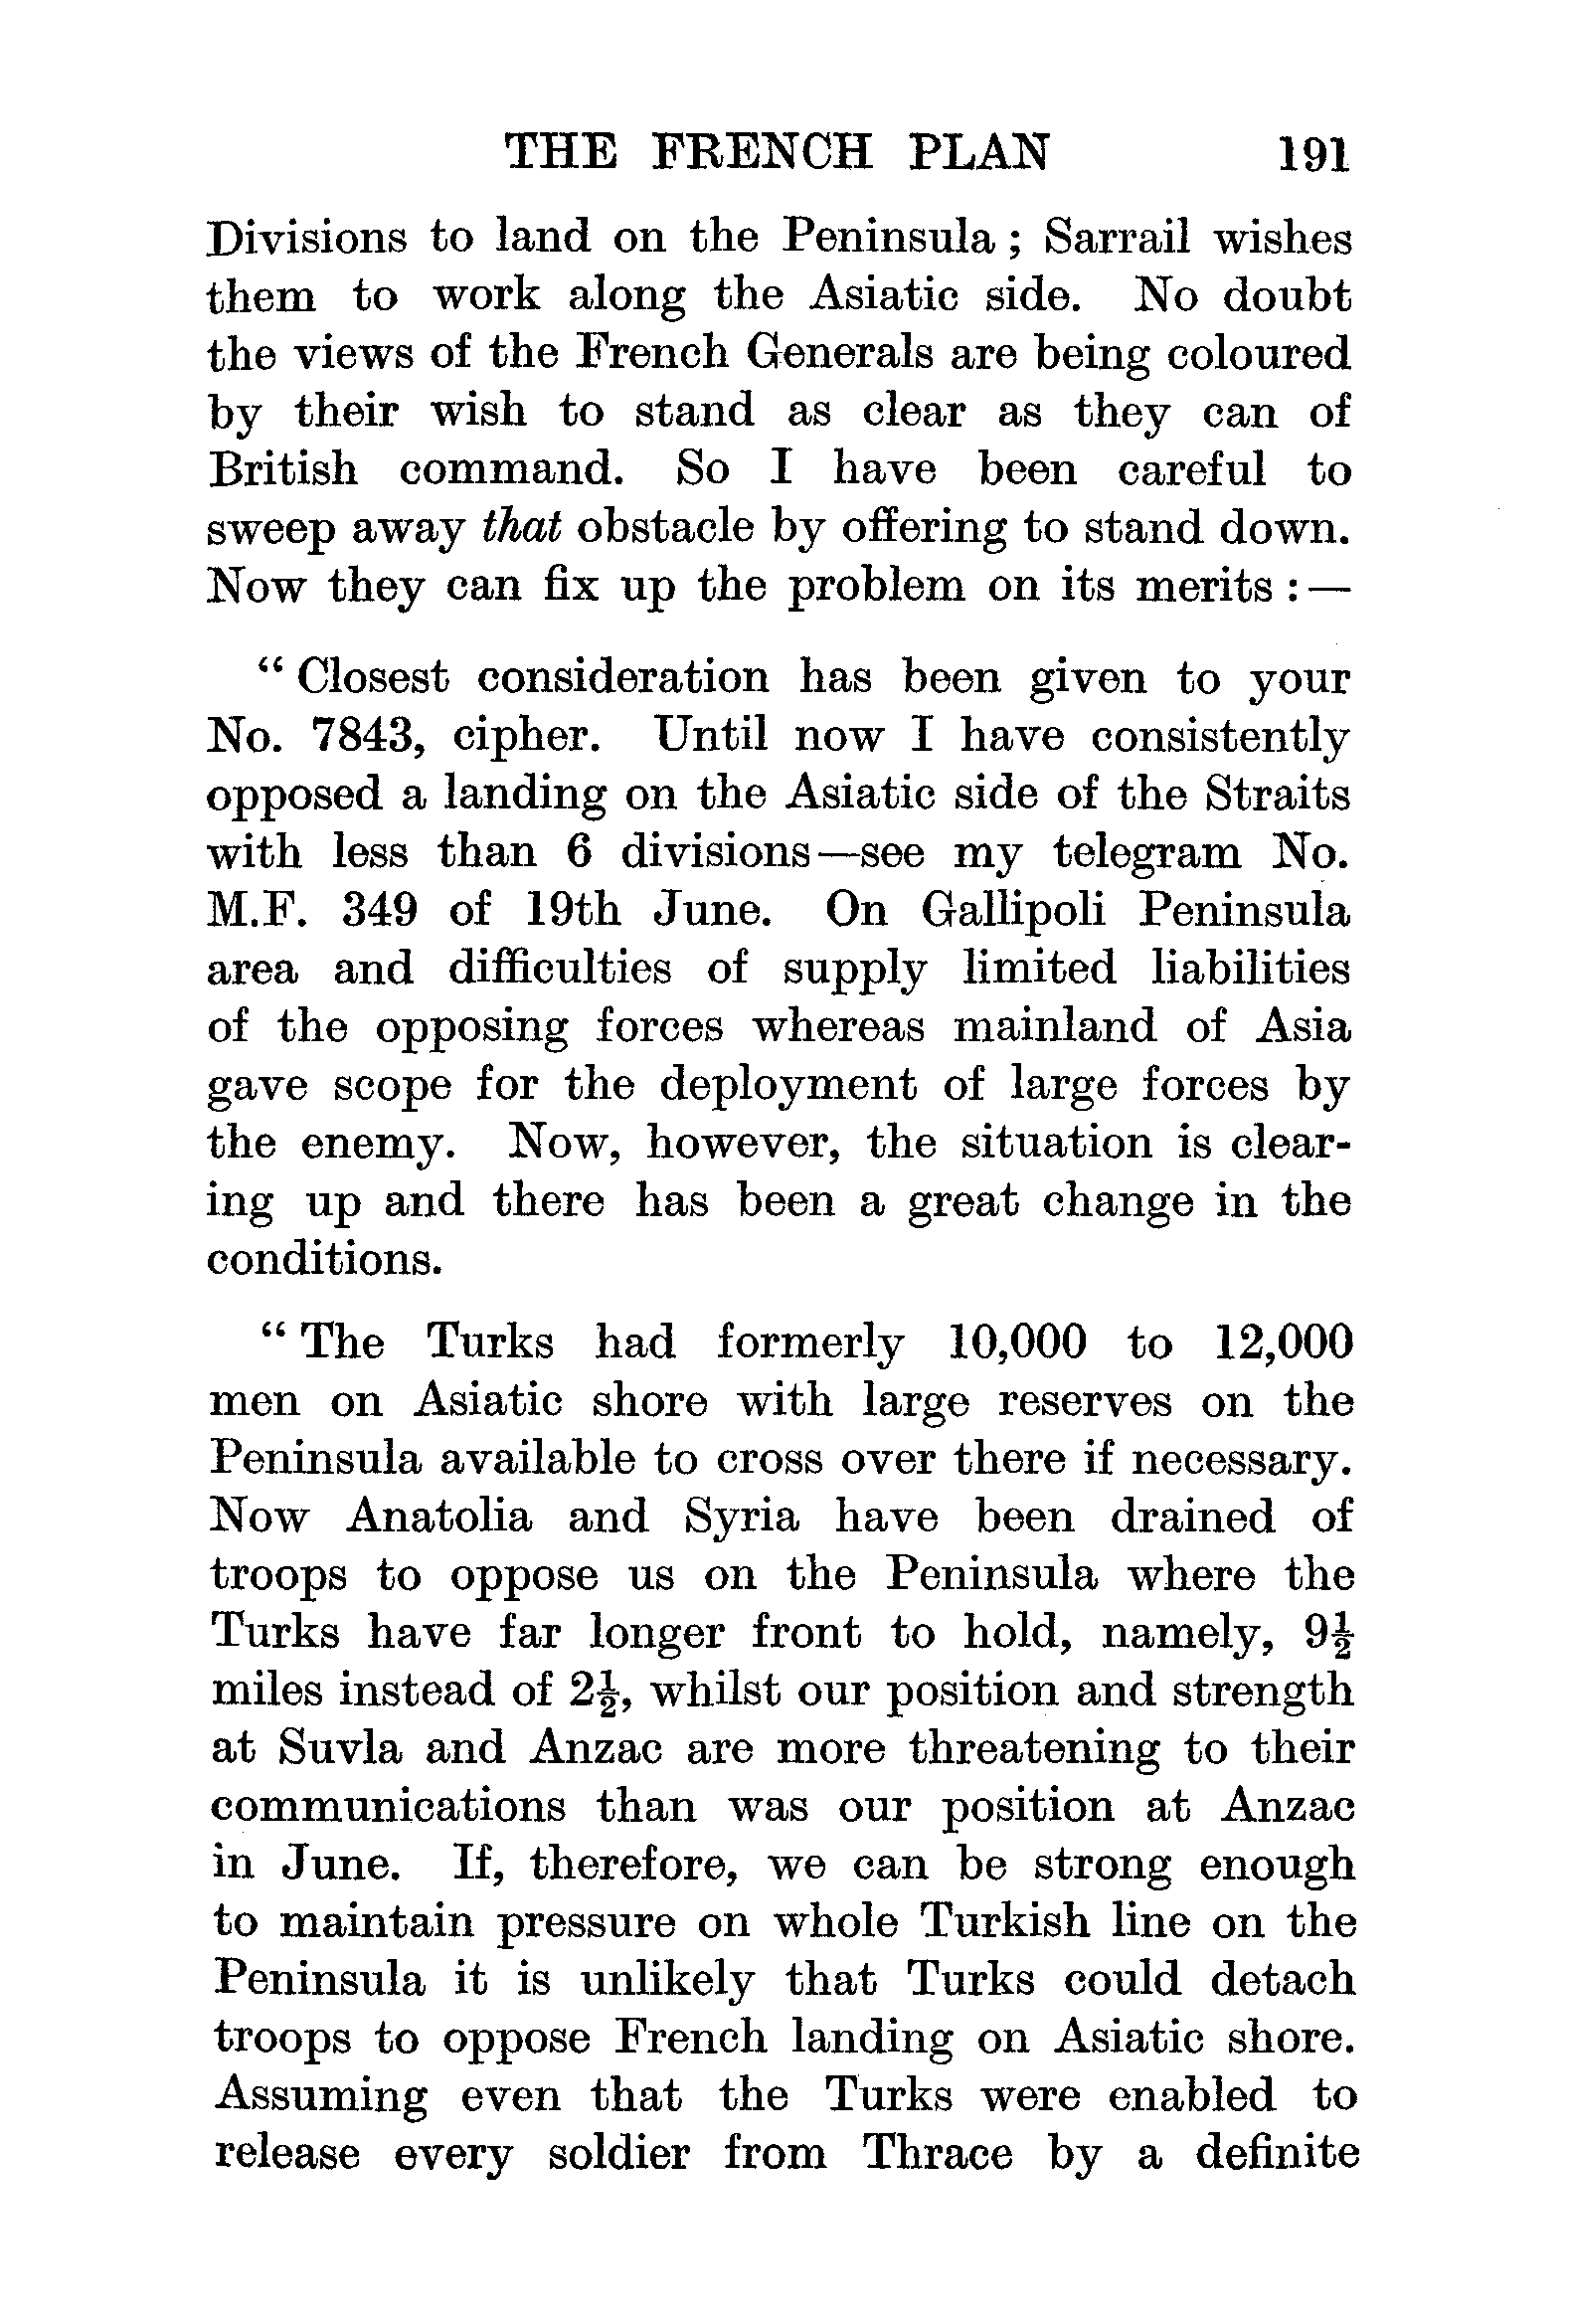 THE FRENCH PLAN 191
Divisions to land on the Peninsula ; Sarrail wishes
them to work along the Asiatic side. No doubt
the views of the French Generals are being coloured
by their wish to stand as clear as they can of
British command. So I have been careful to
sweep away that obstacle by offering to stand down.
Now they can fix up the problem on its merits :—
“ Closest consideration has been given to your
No. 7843, cipher. Until now I have consistently
opposed a landing on the Asiatic side of the Straits
with less than 6 divisions—see my telegram No.
M.F. 349 of 19th June. On Gallipoli Peninsula
area and difficulties of supply limited liabilities
of the opposing forces whereas mainland of Asia
gave scope for the deployment of large forces by
the enemy. Now, however, the situation is clear-
ing up and there has been a great change in the
conditions.
“ The Turks had formerly 10,000 to 12,000
men on Asiatic shore with large reserves on the
Peninsula available to cross over there if necessary.
Now Anatolia and Syria have been drained of
troops to oppose us on the Peninsula where the
Turks have far longer front to hold, namely, 9½
miles instead of 2½, whilst our position and strength
at Suvla and Anzac are more threatening to their
communications than was our position at Anzac
in June. If, therefore, we can be strong enough
to maintain pressure on whole Turkish line on the
Peninsula it is unlikely that Turks could detach
troops to oppose French landing on Asiatic shore.
Assuming even that the Turks were enabled to
release every soldier from Thrace by a definite